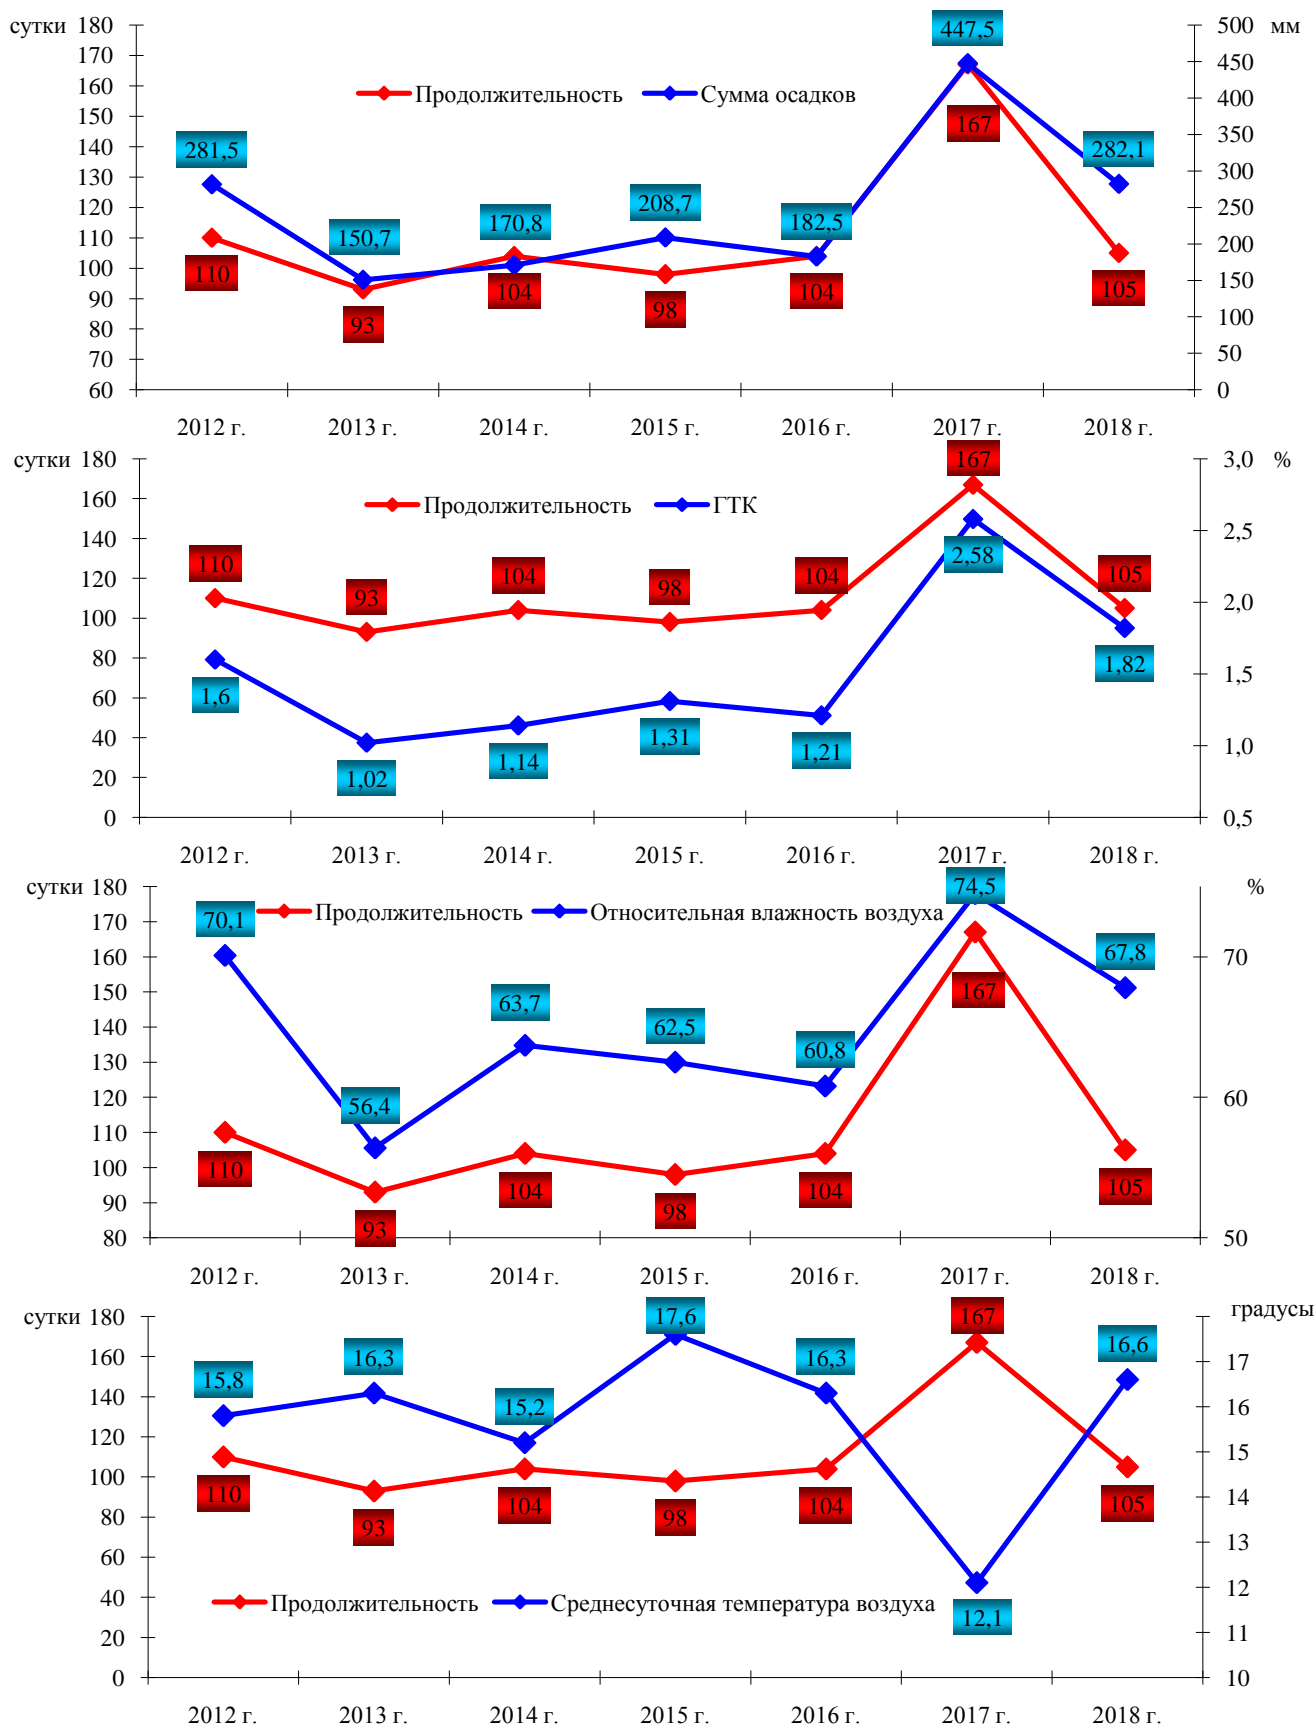 сутки 180 500 мм
447,5
170 450
160 Продолжительность Сумма осадков 400
150 167 350
140 281,5 282,1
130 300
120 208,7 250
110 150,7 170,8 182,5 200
100 110 104 104 105 150
90 93 98 100
80
70 50
60 0
2012 г. 2013 г. 2014 г. 2015 г. 2016 г. 2017 г. 2018 г.
сутки 180 167 3,0 %
160 Продолжительность ГТК
140 2,5
120 110 93 104 98 104 2,58 105
100 2,0
80 1,82
60 1,6 1,5
40 1,02 1,14 1,31 1,21 1,0
20
0 0,5
2012 г. 2013 г. 2014 г. 2015 г. 2016 г. 2017 г. 2018 г.
сутки 180 74,5 %
170 70,1 Продолжительность Относительная влажность воздуха
160 67,8 70
150 63,7 167
140 62,5
130 60,8
120 56,4 60
110
100 110 104 104 105
90 93 98
80 50
2012 г. 2013 г. 2014 г. 2015 г. 2016 г. 2017 г. 2018 г.
сутки 180 17,6 167 градусы
160 15,8 16,3 16,3 16,6 17
140 15,2 16
120 15
100 110 104 104 105 14
80 93 98 13
60 12
40 Продолжительность Среднесуточная температура воздуха 12,1
20 11
0 10
2012 г. 2013 г. 2014 г. 2015 г. 2016 г. 2017 г. 2018 г.